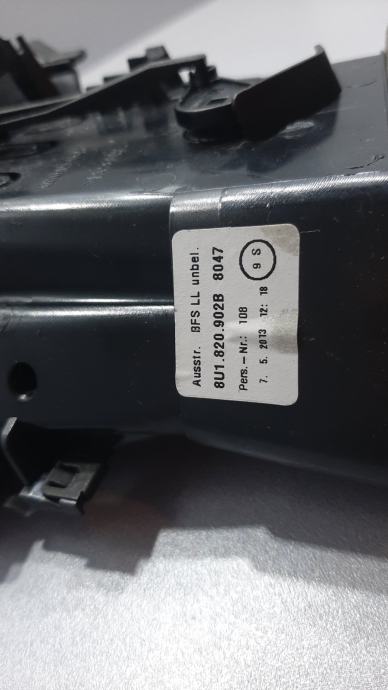 Ausstr. BFS LL unbel.
8U1.820.902B 8047
Pers.-Nr.: 108
7. 5. 2013 12: 18
9 S